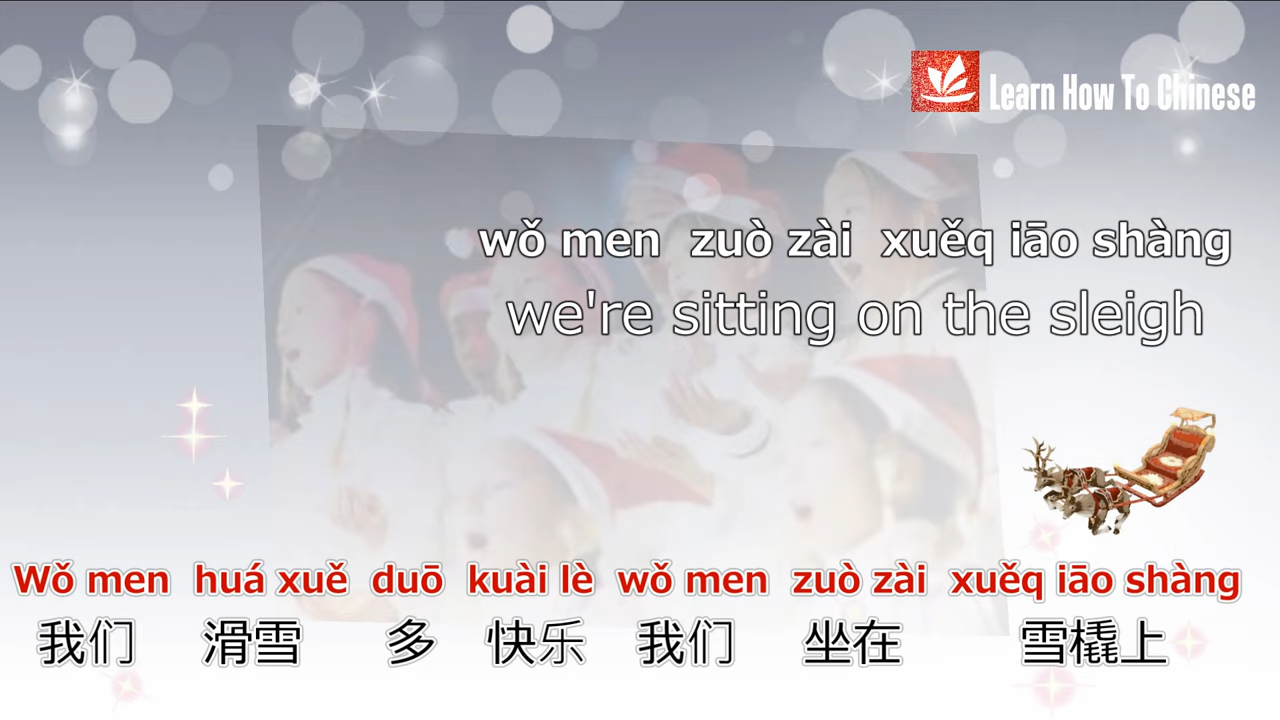 Learn How To Chinese
wǒ men zuò zài xuěq iāo shàng
we're sitting on the sleigh
Wǒ men huá xuě duō kuài lè wǒ men zuò zài xuěq iāo shàng
我们 滑雪 多 快乐 我们 坐在 雪橇上